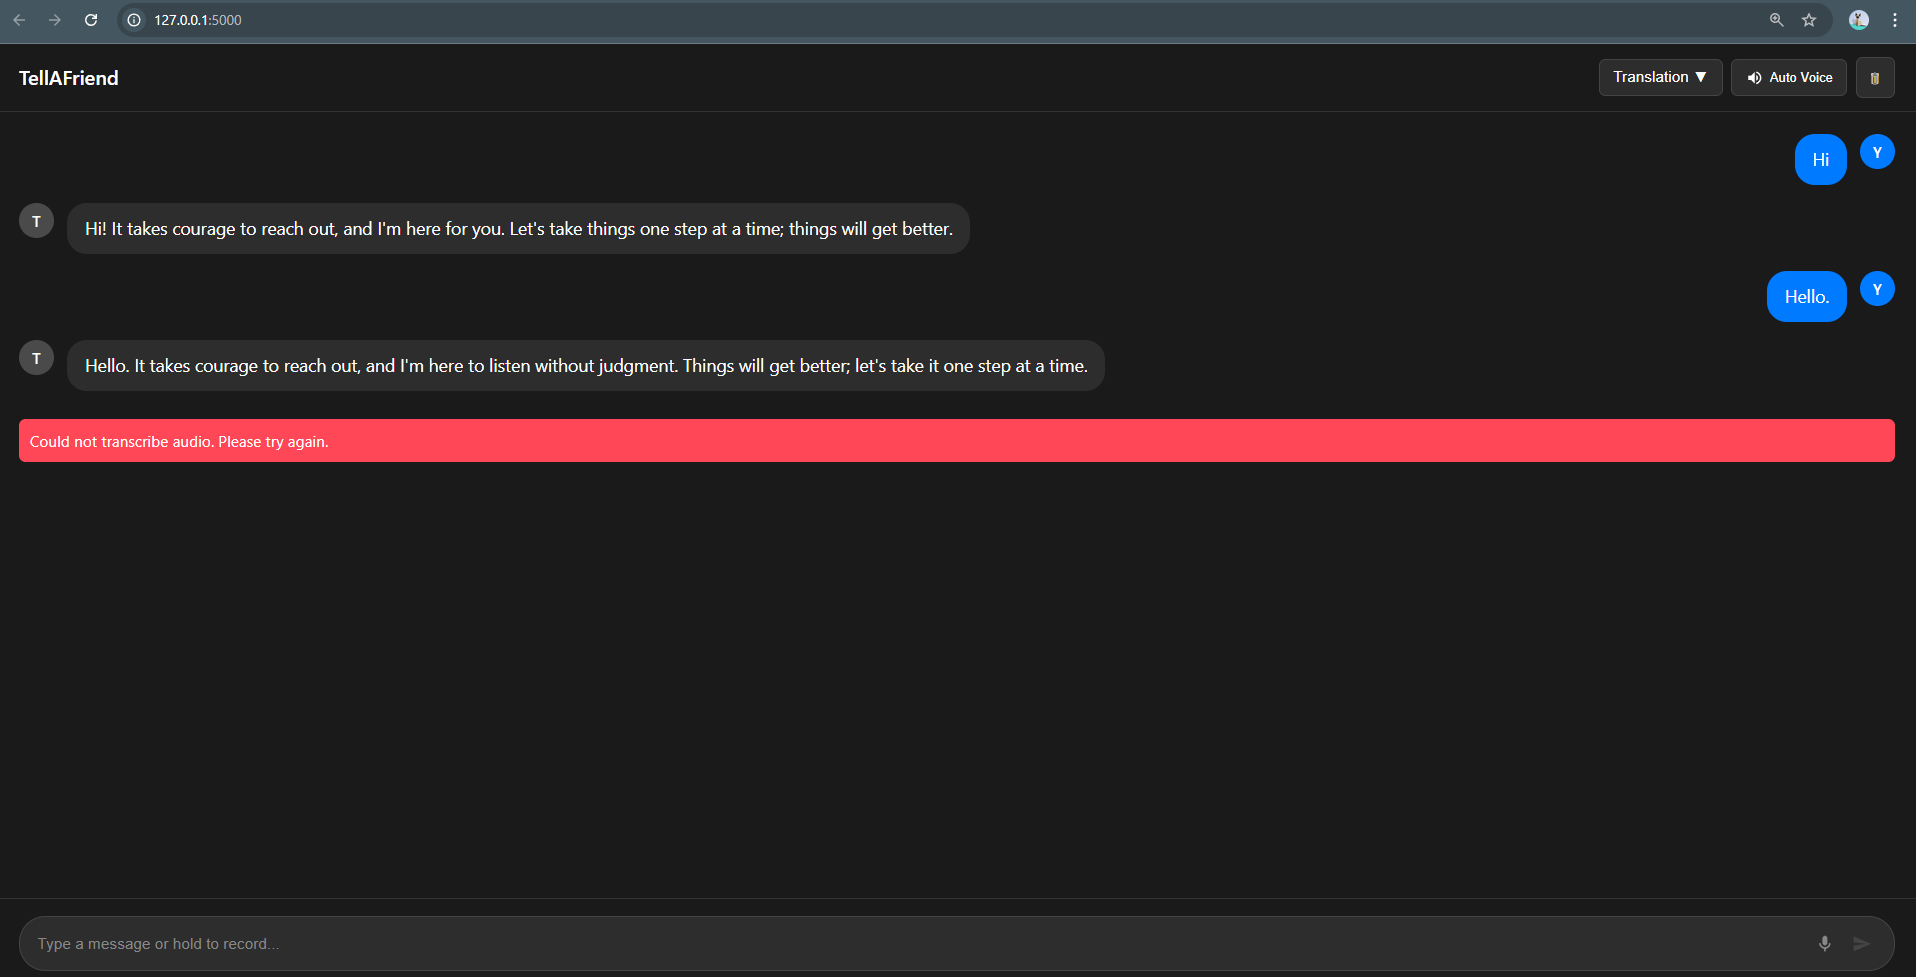 127.0.0.1:5000
TellAFriend
Translation ▼
Auto Voice
Hi
Y
T
Hi! It takes courage to reach out, and I'm here for you. Let's take things one step at a time; things will get better.
Hello.
Y
T
Hello. It takes courage to reach out, and I'm here to listen without judgment. Things will get better; let's take it one step at a time.
Could not transcribe audio. Please try again.
Type a message or hold to record...